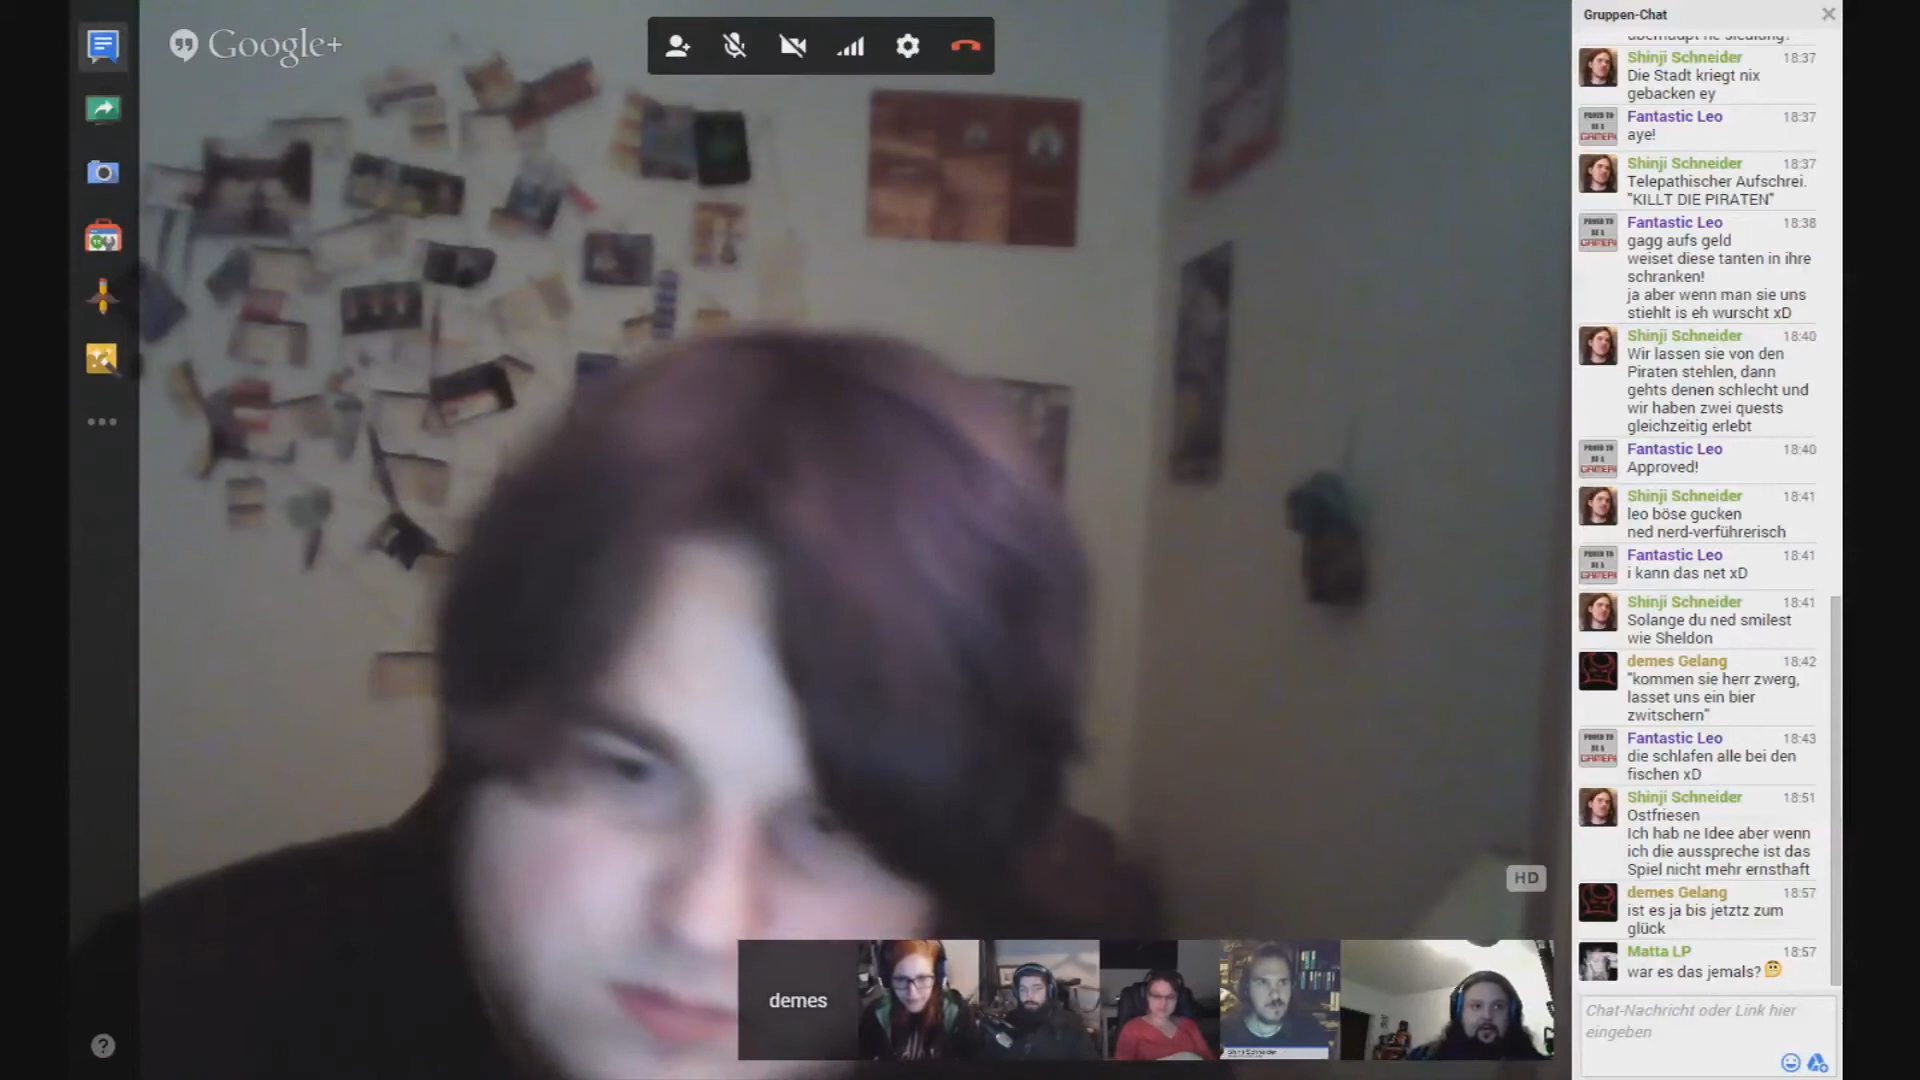 Google+
Gruppen-Chat
überhaupt ne siedlung?
Shinji Schneider 18:37
Die Stadt kriegt nix
gebacken ey
Fantastic Leo 18:37
aye!
Shinji Schneider 18:37
Telepathischer Aufschrei.
"KILLT DIE PIRATEN"
Fantastic Leo 18:38
gagg aufs geld
weiset diese tanten in ihre
schranken!
ja aber wenn man sie uns
stiehlt is eh wurscht xD
Shinji Schneider 18:40
Wir lassen sie von den
Piraten stehlen, dann
gehts denen schlecht und
wir haben zwei quests
gleichzeitig erlebt
Fantastic Leo 18:40
Approved!
Shinji Schneider 18:41
leo böse gucken
ned nerd-verführerisch
Fantastic Leo 18:41
i kann das net xD
Shinji Schneider 18:41
Solange du ned smilest
wie Sheldon
demes Gelang 18:42
"kommen sie herr zwerg,
lasset uns ein bier
zwitschern"
Fantastic Leo 18:43
die schlafen alle bei den
fischen xD
Shinji Schneider 18:51
Ostfriesen
Ich hab ne Idee aber wenn
ich die ausspreche ist das
Spiel nicht mehr ernsthaft
demes Gelang 18:57
ist es ja bis jetztz zum
glück
Matta LP 18:57
war es das jemals?
Chat-Nachricht oder Link hier
eingeben
HD
demes
Shinji Schneider